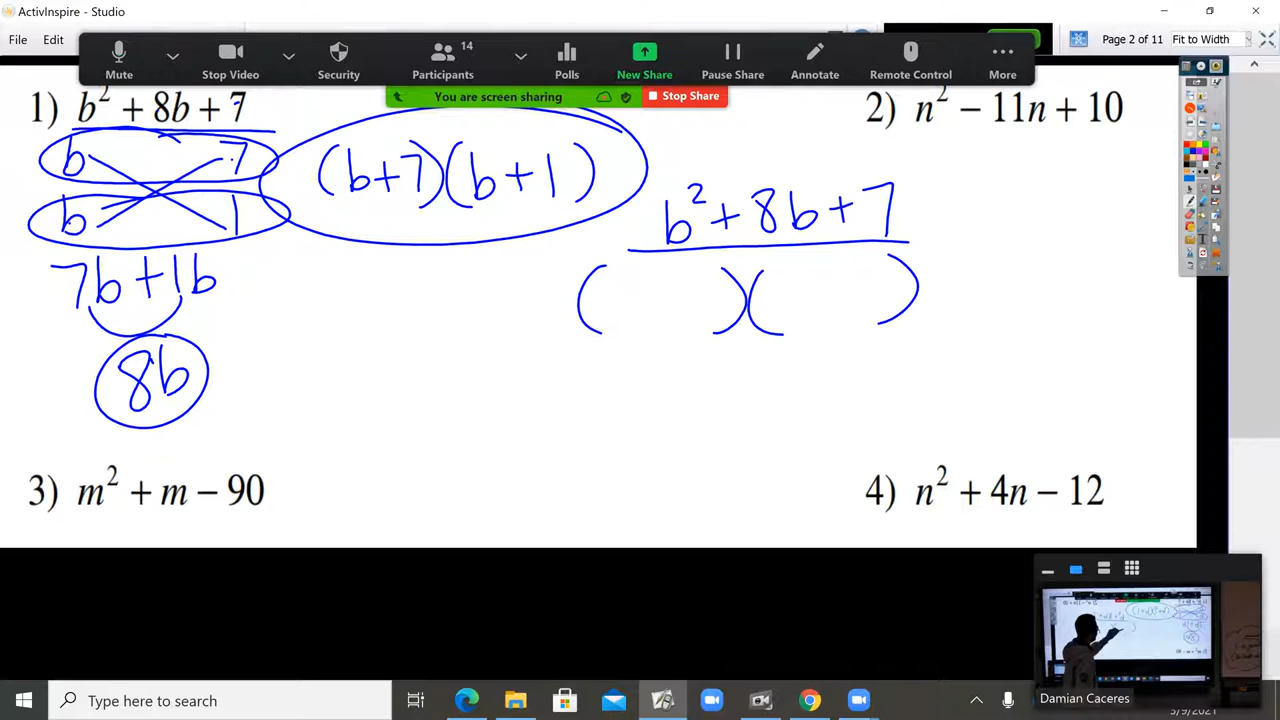 ActivInspire - Studio
File Edit
Page 2 of 11 Fit to Width
14
Mute Stop Video Security Participants Polls New Share Pause Share Annotate Remote Control More
You are screen sharing Stop Share
1) b² + 8b + 7
2) n² − 11n + 10
b 7
b 1
7b + 1b
8b
(b+7)(b+1)
b² + 8b + 7
( )( )
3) m² + m − 90
4) n² + 4n − 12
Damian Caceres
Type here to search
5/9/2021